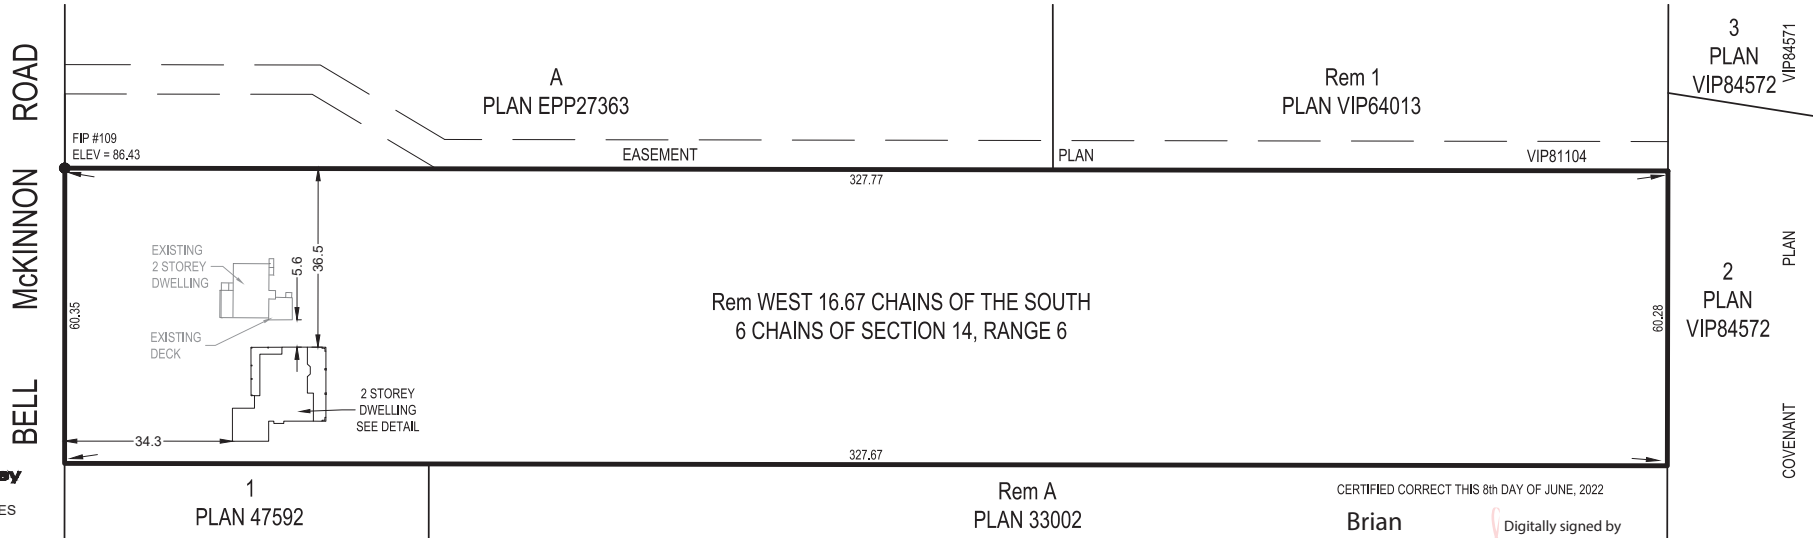 BELL McKINNON ROAD
A
PLAN EPP27363
Rem 1
PLAN VIP64013
3
PLAN
VIP84572
VIP84571
FIP #109
ELEV = 86.43
EASEMENT PLAN VIP81104
327.77
EXISTING
2 STOREY
DWELLING
5.6
36.5
60.35
EXISTING
DECK
Rem WEST 16.67 CHAINS OF THE SOUTH
6 CHAINS OF SECTION 14, RANGE 6
60.28
2
PLAN
VIP84572
COVENANT PLAN
2 STOREY
DWELLING
SEE DETAIL
34.3
327.67
1
PLAN 47592
Rem A
PLAN 33002
CERTIFIED CORRECT THIS 8th DAY OF JUNE, 2022
Brian
Digitally signed by